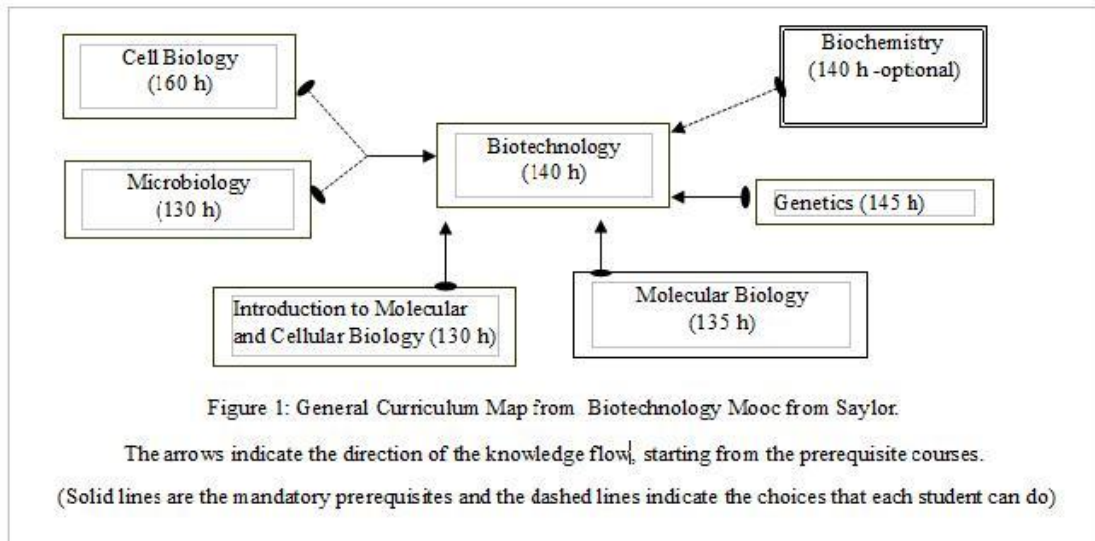 Cell Biology
(160 h)
Biochemistry
(140 h -optional)
Biotechnology
(140 h)
Microbiology
(130 h)
Genetics (145 h)
Introduction to Molecular
and Cellular Biology (130 h)
Molecular Biology
(135 h)
Figure 1: General Curriculum Map from Biotechnology Mooc from Saylor.
The arrows indicate the direction of the knowledge flow, starting from the prerequisite courses.
(Solid lines are the mandatory prerequisites and the dashed lines indicate the choices that each student can do)